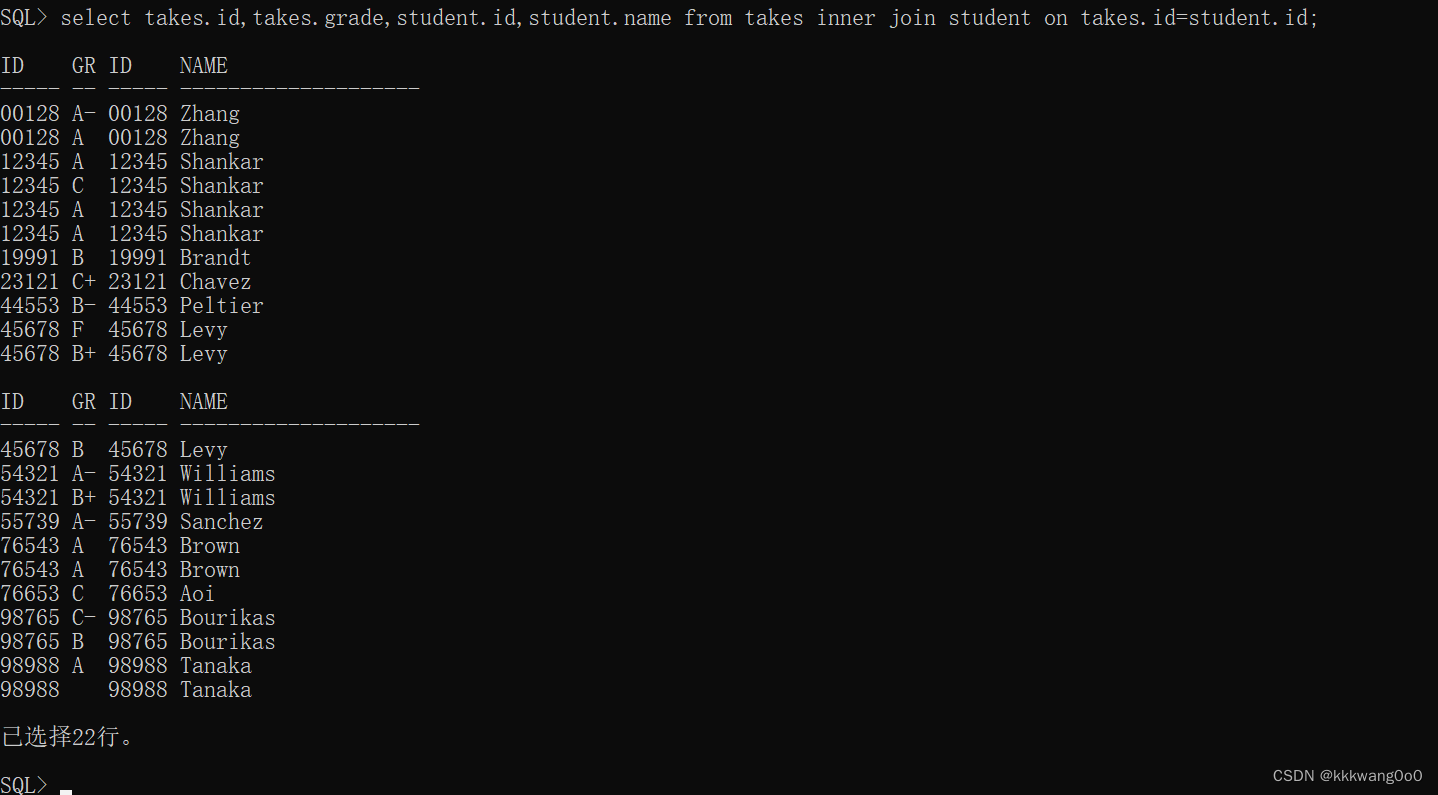 SQL> select takes.id,takes.grade,student.id,student.name from takes inner join student on takes.id=student.id;
ID    GR ID    NAME
----- -- ----- --------------------
00128 A- 00128 Zhang
00128 A  00128 Zhang
12345 A  12345 Shankar
12345 C  12345 Shankar
12345 A  12345 Shankar
12345 A  12345 Shankar
19991 B  19991 Brandt
23121 C+ 23121 Chavez
44553 B- 44553 Peltier
45678 F  45678 Levy
45678 B+ 45678 Levy
ID    GR ID    NAME
----- -- ----- --------------------
45678 B  45678 Levy
54321 A- 54321 Williams
54321 B+ 54321 Williams
55739 A- 55739 Sanchez
76543 A  76543 Brown
76543 A  76543 Brown
76653 C  76653 Aoi
98765 C- 98765 Bourikas
98765 B  98765 Bourikas
98988 A  98988 Tanaka
98988    98988 Tanaka
已选择22行。
SQL>
CSDN @kkkwang0o0